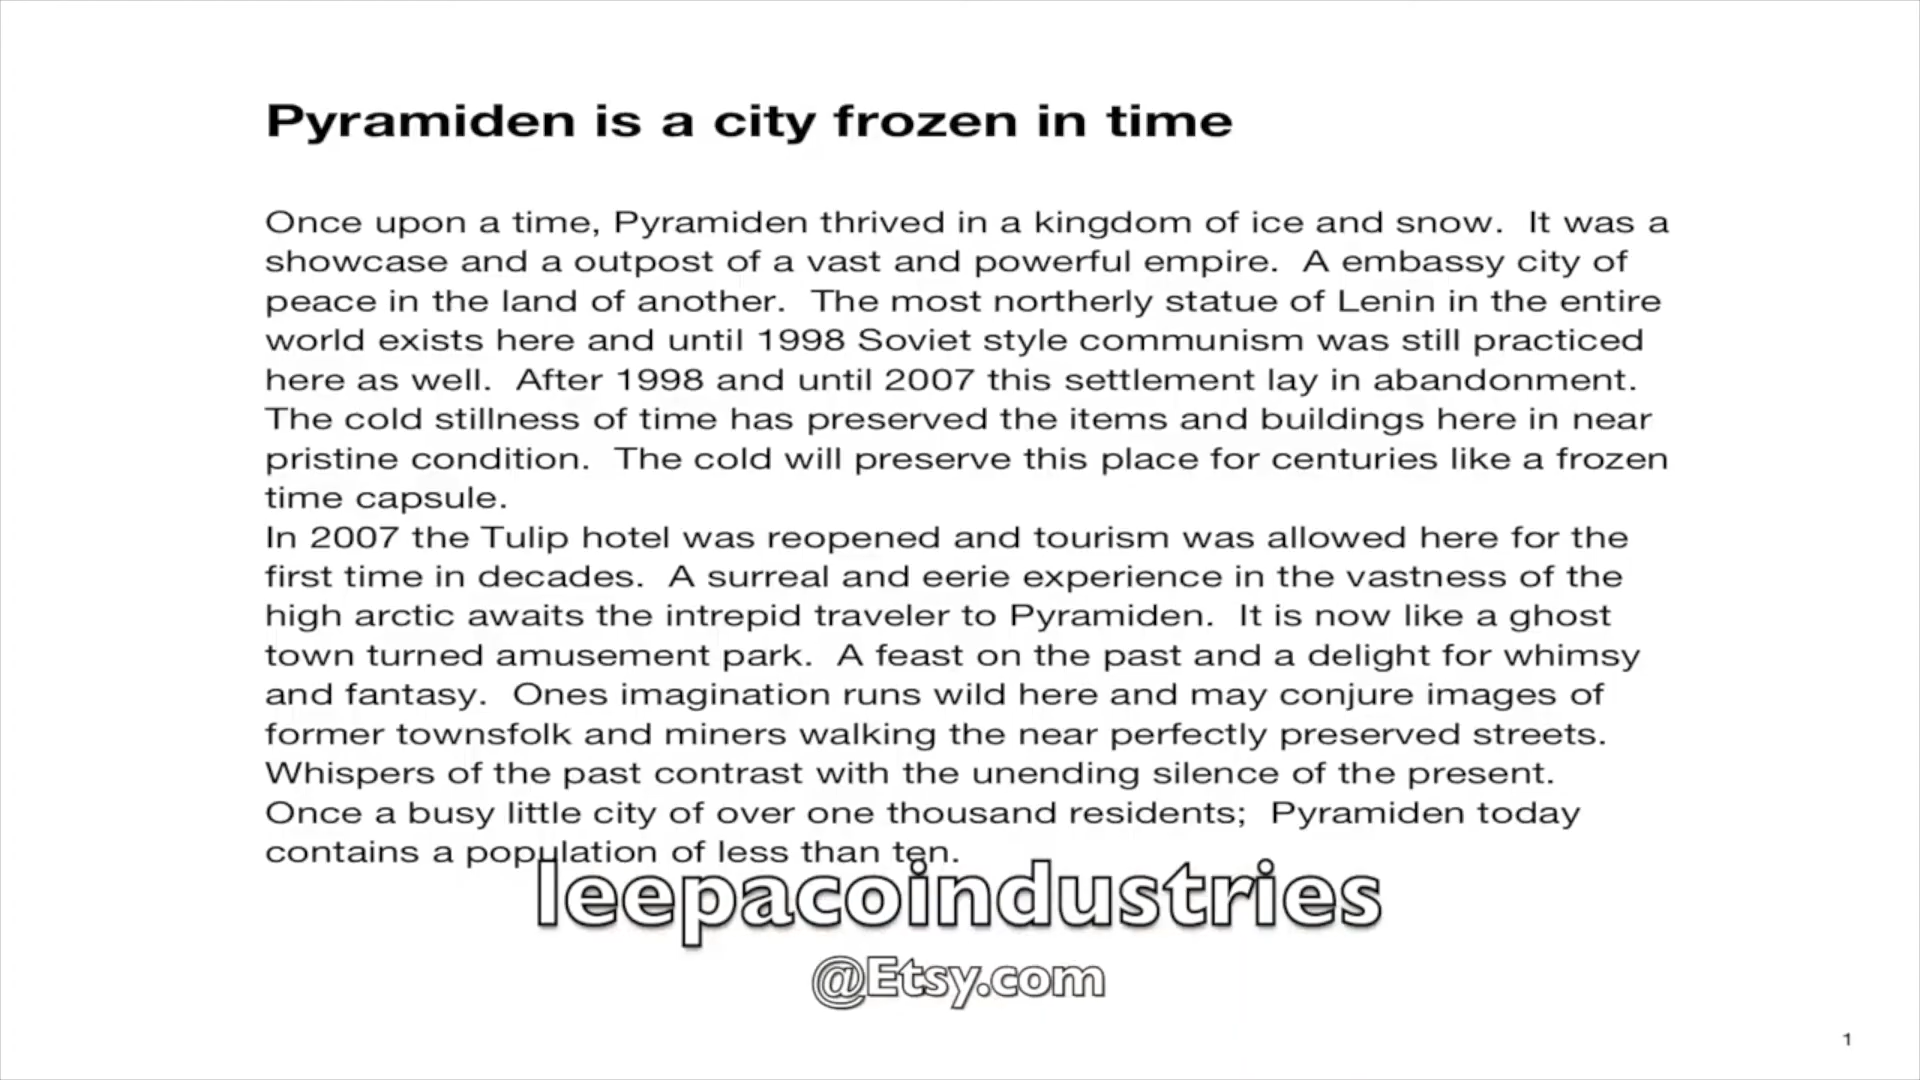 Pyramiden is a city frozen in time
Once upon a time, Pyramiden thrived in a kingdom of ice and snow.  It was a
showcase and a outpost of a vast and powerful empire.  A embassy city of
peace in the land of another.  The most northerly statue of Lenin in the entire
world exists here and until 1998 Soviet style communism was still practiced
here as well.  After 1998 and until 2007 this settlement lay in abandonment.
The cold stillness of time has preserved the items and buildings here in near
pristine condition.  The cold will preserve this place for centuries like a frozen
time capsule.
In 2007 the Tulip hotel was reopened and tourism was allowed here for the
first time in decades.  A surreal and eerie experience in the vastness of the
high arctic awaits the intrepid traveler to Pyramiden.  It is now like a ghost
town turned amusement park.  A feast on the past and a delight for whimsy
and fantasy.  Ones imagination runs wild here and may conjure images of
former townsfolk and miners walking the near perfectly preserved streets.
Whispers of the past contrast with the unending silence of the present.
Once a busy little city of over one thousand residents;  Pyramiden today
contains a population of less than ten.
leepacoindustries
@Etsy.com
1